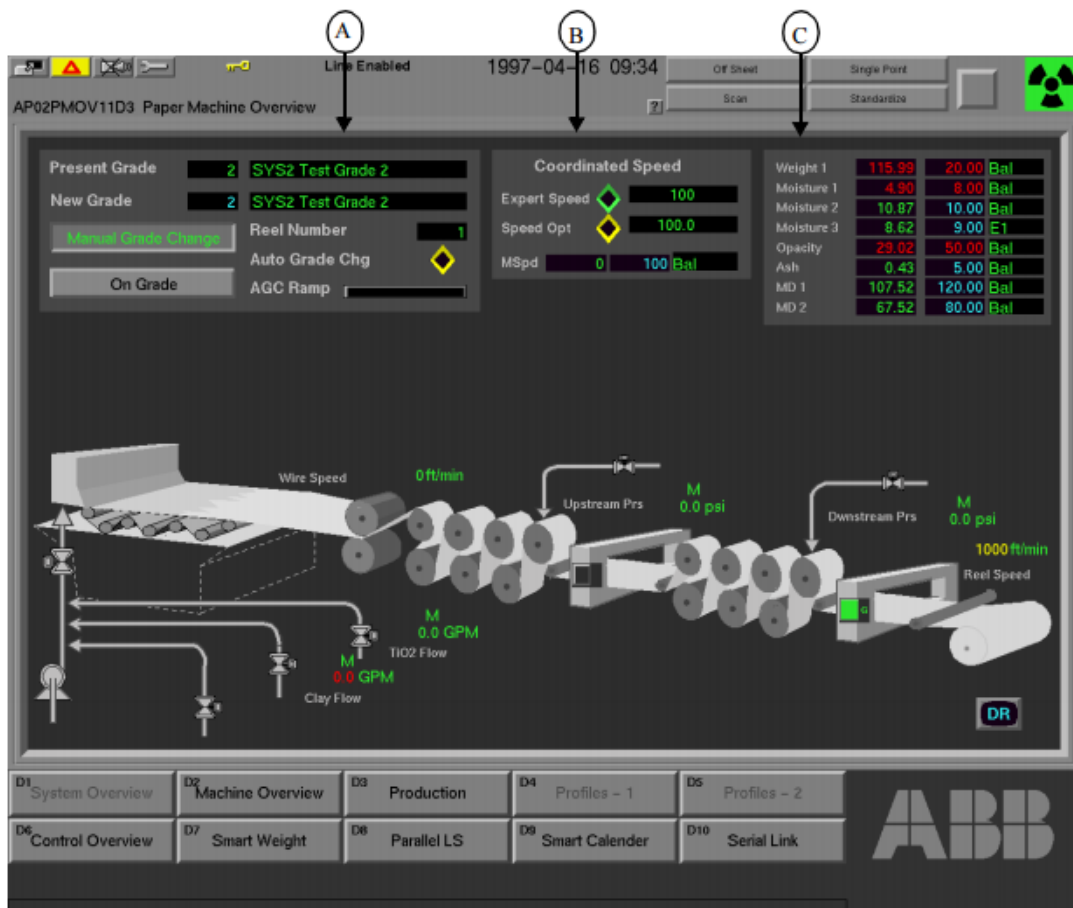 A B C
Line Enabled 1997-04-16 09:34 Off Sheet Single Point
AP02PMOV11D3 Paper Machine Overview ? Scan Standardize
Present Grade 2 SYS2 Test Grade 2
New Grade 2 SYS2 Test Grade 2
Manual Grade Change Reel Number 1
Auto Grade Chg
On Grade AGC Ramp
Coordinated Speed
Expert Speed 100
Speed Opt 100.0
MSpd 0 100 Bal
Weight 1 115.99 20.00 Bal
Moisture 1 4.90 8.00 Bal
Moisture 2 10.87 10.00 Bal
Moisture 3 8.62 9.00 E1
Opacity 29.02 50.00 Bal
Ash 0.43 5.00 Bal
MD 1 107.52 120.00 Bal
MD 2 67.52 80.00 Bal
Wire Speed 0 ft/min
Upstream Prs M
0.0 psi
Dwnstream Prs M
0.0 psi
1000 ft/min
Reel Speed
G
M
0.0 GPM
TiO2 Flow
M
0.0 GPM
Clay Flow
DR
D1 System Overview D2 Machine Overview D3 Production D4 Profiles - 1 D5 Profiles - 2
D6 Control Overview D7 Smart Weight D8 Parallel LS D9 Smart Calender D10 Serial Link
ABB